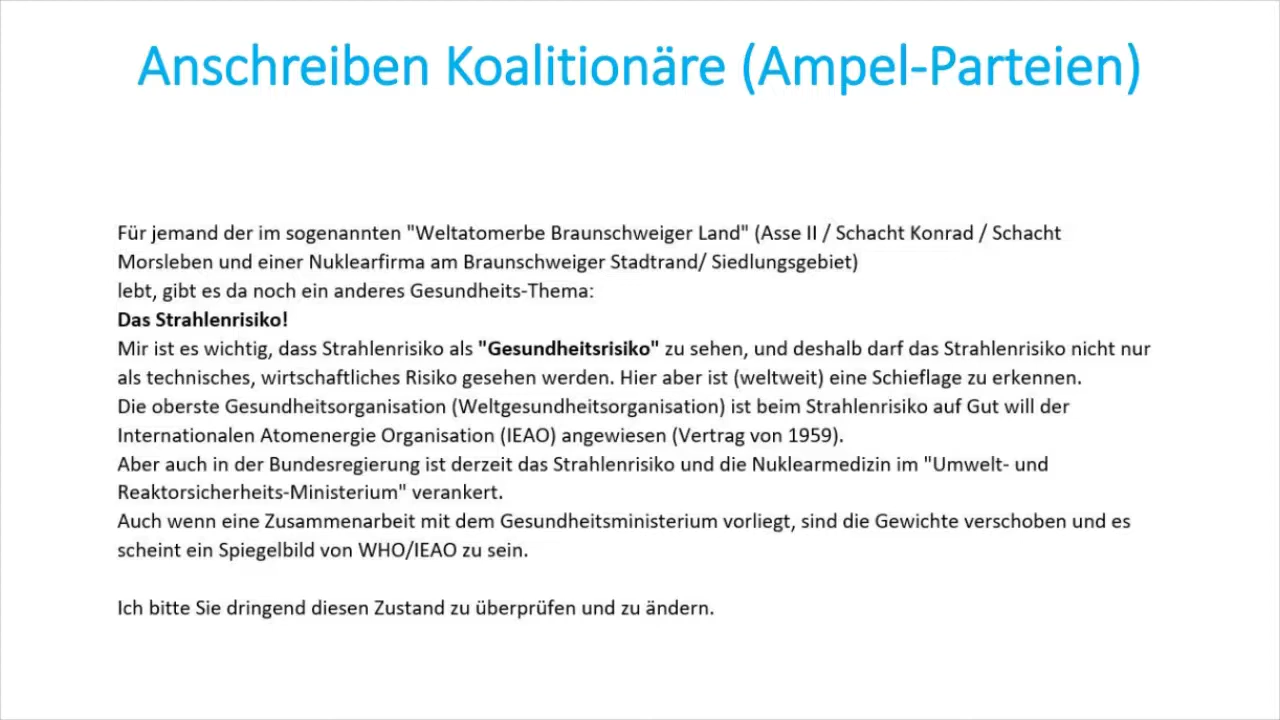 Anschreiben Koalitionäre (Ampel-Parteien)
Für jemand der im sogenannten "Weltatomerbe Braunschweiger Land" (Asse II / Schacht Konrad / Schacht
Morsleben und einer Nuklearfirma am Braunschweiger Stadtrand/ Siedlungsgebiet)
lebt, gibt es da noch ein anderes Gesundheits-Thema:
Das Strahlenrisiko!
Mir ist es wichtig, dass Strahlenrisiko als "Gesundheitsrisiko" zu sehen, und deshalb darf das Strahlenrisiko nicht nur
als technisches, wirtschaftliches Risiko gesehen werden. Hier aber ist (weltweit) eine Schieflage zu erkennen.
Die oberste Gesundheitsorganisation (Weltgesundheitsorganisation) ist beim Strahlenrisiko auf Gut will der
Internationalen Atomenergie Organisation (IEAO) angewiesen (Vertrag von 1959).
Aber auch in der Bundesregierung ist derzeit das Strahlenrisiko und die Nuklearmedizin im "Umwelt- und
Reaktorsicherheits-Ministerium" verankert.
Auch wenn eine Zusammenarbeit mit dem Gesundheitsministerium vorliegt, sind die Gewichte verschoben und es
scheint ein Spiegelbild von WHO/IEAO zu sein.
Ich bitte Sie dringend diesen Zustand zu überprüfen und zu ändern.